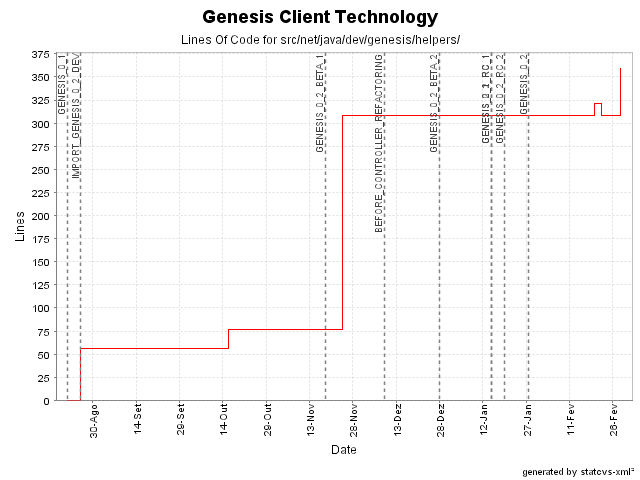 Genesis Client Technology
Lines Of Code for src/net/java/dev/genesis/helpers/
375
350
325
300
275
250
225
200
175
150
125
100
75
50
25
0
Lines
GENESIS_0_1
IMPORT_GENESIS_0_2_DEV
GENESIS_0_2_BETA_1
BEFORE_CONTROLLER_REFACTORING
GENESIS_0_2_BETA_2
GENESIS_0_2_RC_1
GENESIS_0_2_RC_2
GENESIS_0_2
30-Ago
14-Set
29-Set
14-Out
29-Out
13-Nov
28-Nov
13-Dez
28-Dez
12-Jan
27-Jan
11-Fev
26-Fev
Date
generated by statcvs-xml²